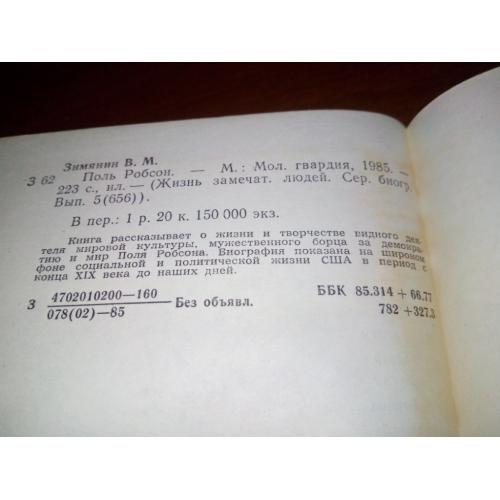 Зимянин В. М.
З 62 Поль Робсон. — М.: Мол. гвардия, 1985. —
223 с., ил. — (Жизнь замечат. людей. Сер. биогр.
Вып. 5(656)).
В пер.: 1 р. 20 к. 150 000 экз.
Книга рассказывает о жизни и творчестве видного дея-
теля мировой культуры, мужественного борца за демокра-
тию и мир Поля Робсона. Биография показана на широком
фоне социальной и политической жизни США в период с
конца XIX века до наших дней.
З 4702010200—160 Без объявл. ББК 85.314 + 66.77
078(02)—85 782 + 327.3